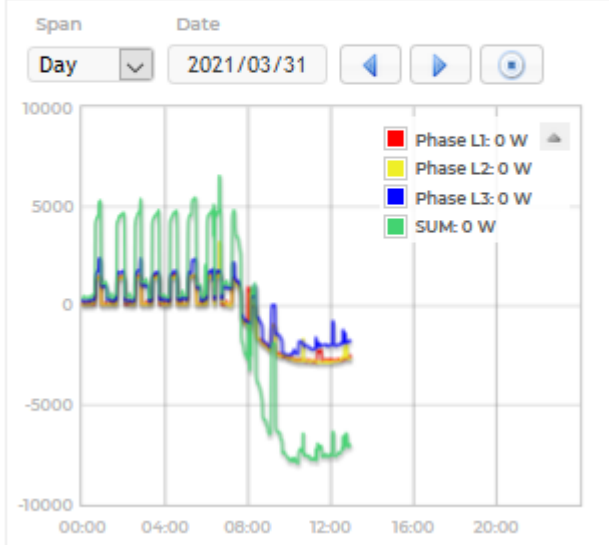 Span Date
Day 2021/03/31
10000
Phase L1: 0 W
Phase L2: 0 W
Phase L3: 0 W
SUM: 0 W
5000
0
-5000
-10000
00:00 04:00 08:00 12:00 16:00 20:00